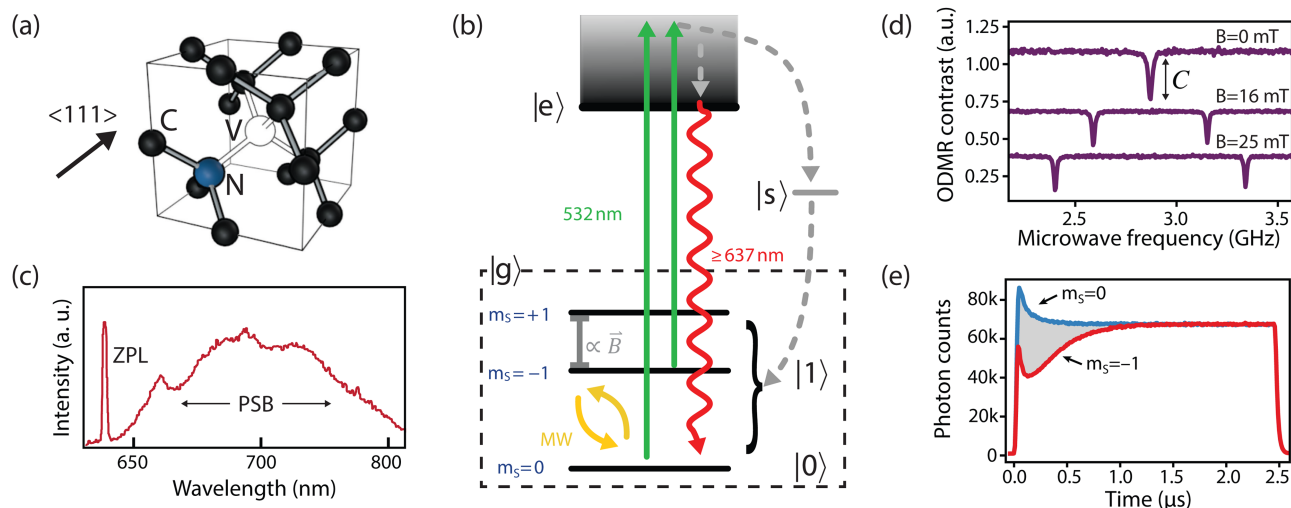 (a)
<111>
C
V
N
(b)
|e⟩
|s⟩
532 nm
≥ 637 nm
|g⟩
mS=+1
∝ B⃗
mS=−1
|1⟩
MW
mS=0
|0⟩
(c)
Intensity (a. u.)
ZPL
PSB
650
700
800
Wavelength (nm)
(d)
ODMR contrast (a.u.)
1.25
1.00
0.75
0.50
0.25
B=0 mT
C
B=16 mT
B=25 mT
2.5
3.0
3.5
Microwave frequency (GHz)
(e)
Photon counts
80k
60k
40k
20k
0
mS=0
mS=−1
0.0
0.5
1.0
1.5
2.0
2.5
Time (µs)